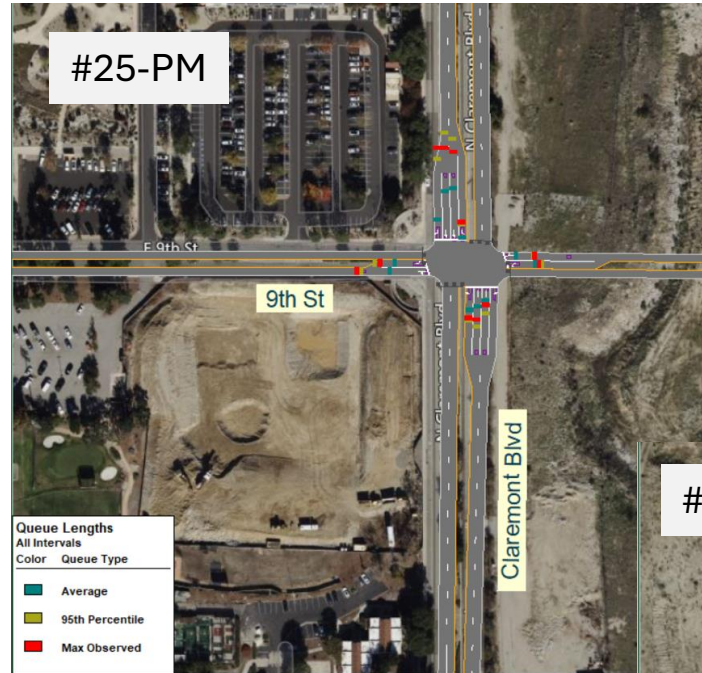 #25-PM
N Claremont Blvd
E 9th St
9th St
N Claremont Blvd
Claremont Blvd
#
Queue Lengths
All Intervals
Color Queue Type
Average
95th Percentile
Max Observed